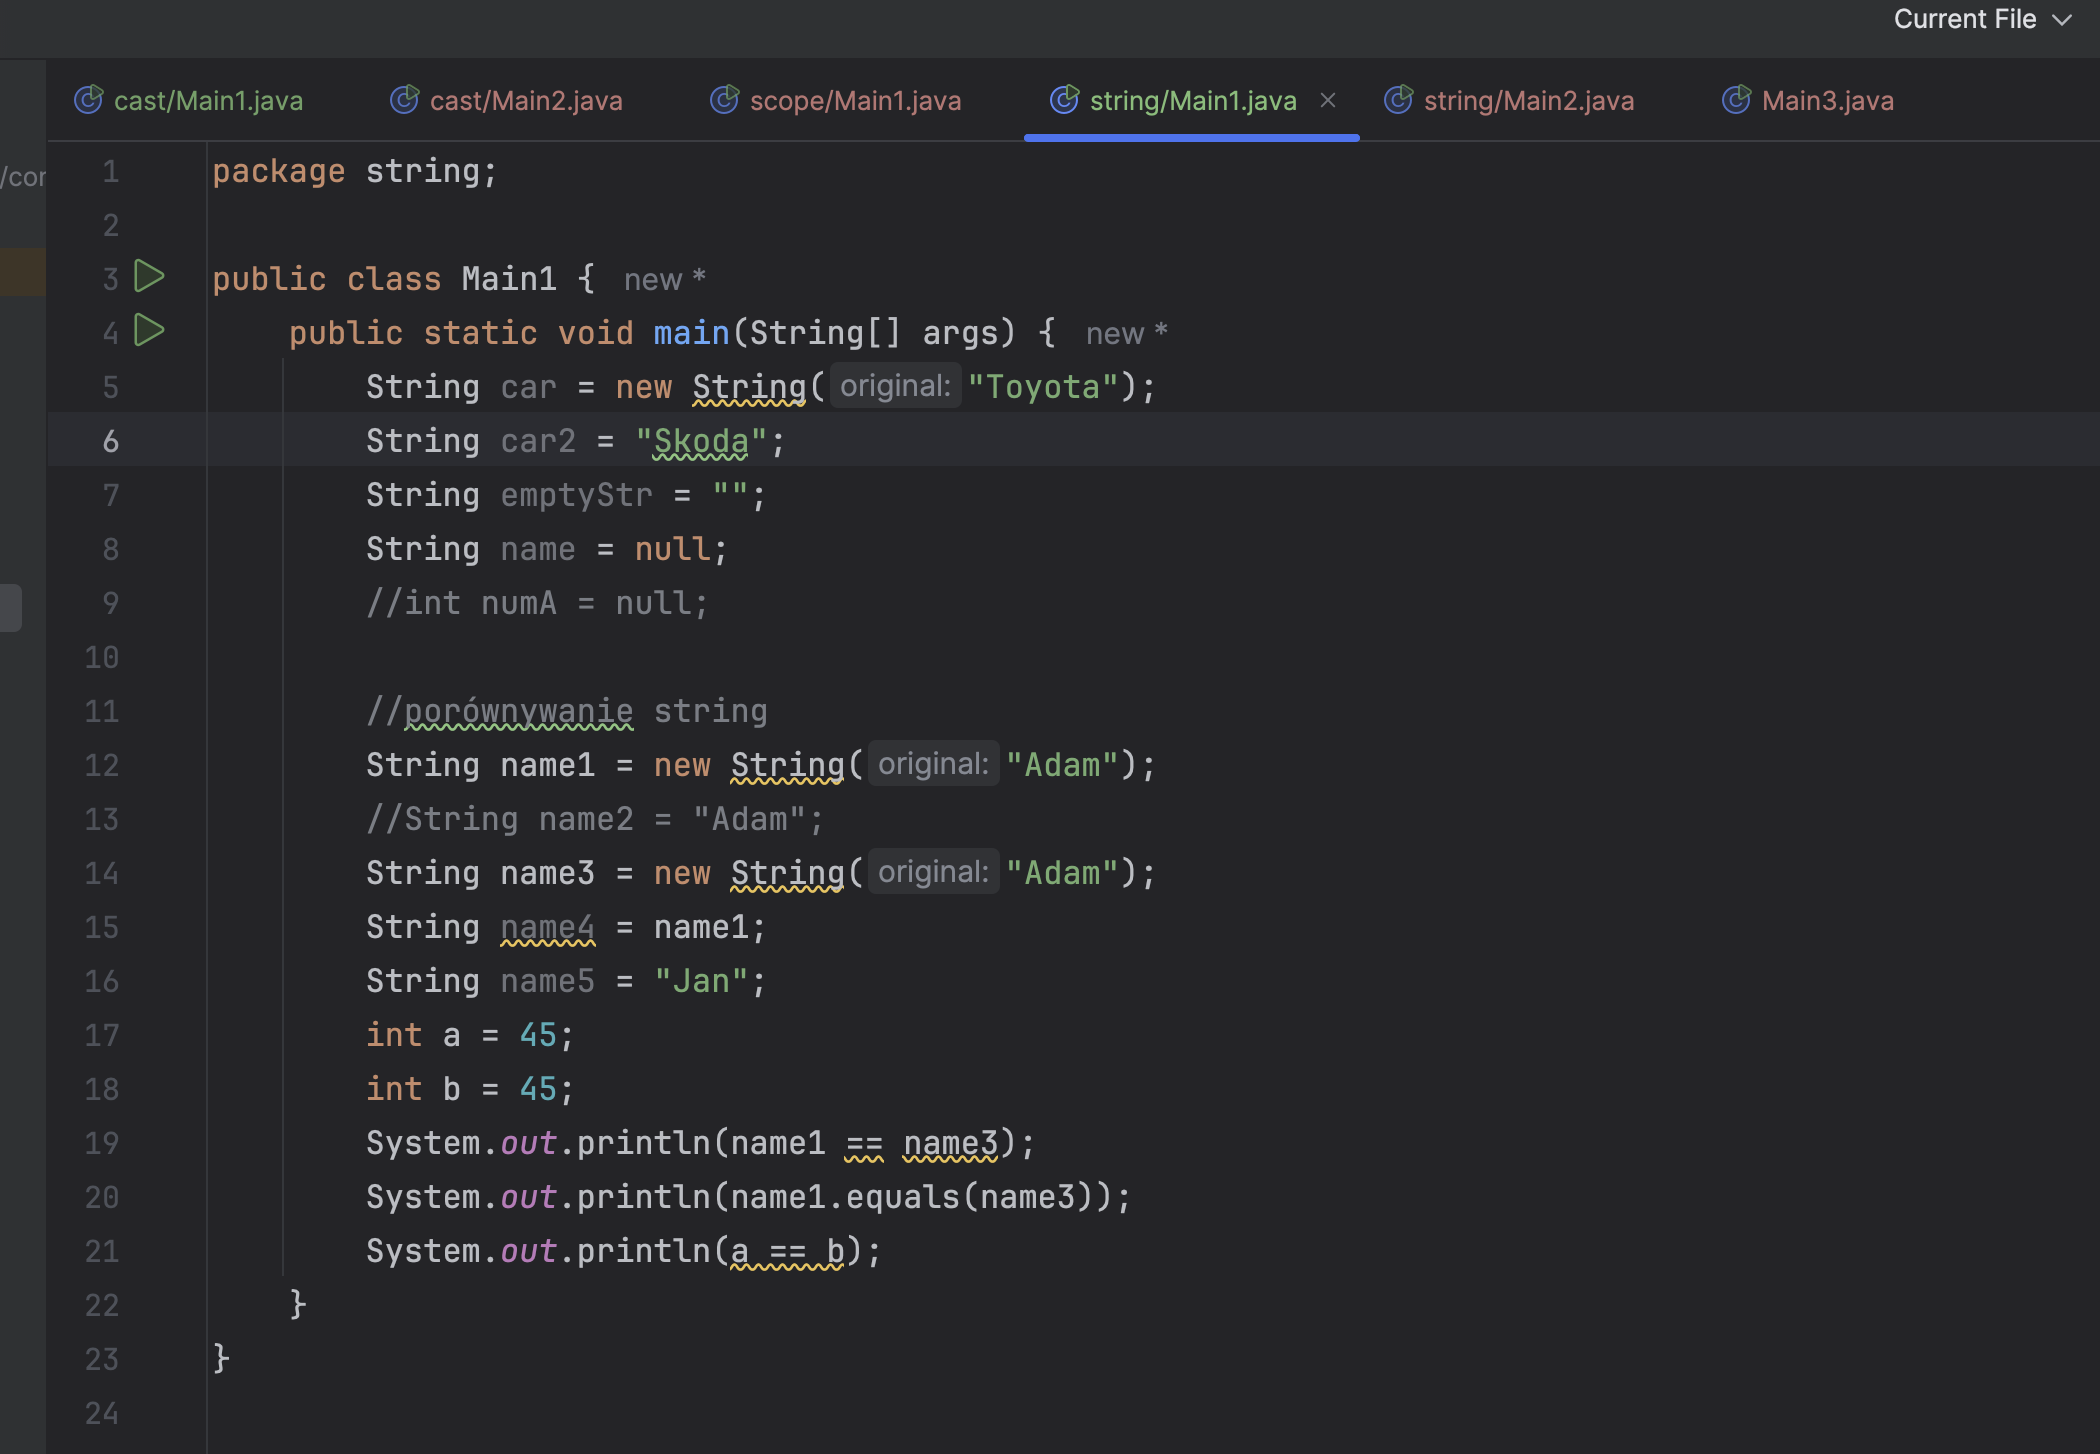 Current File
cast/Main1.java cast/Main2.java scope/Main1.java string/Main1.java × string/Main2.java Main3.java
/cor
1 package string;
2
3 public class Main1 { new *
4 public static void main(String[] args) { new *
5 String car = new String( original: "Toyota");
6 String car2 = "Skoda";
7 String emptyStr = "";
8 String name = null;
9 //int numA = null;
10
11 //porównywanie string
12 String name1 = new String( original: "Adam");
13 //String name2 = "Adam";
14 String name3 = new String( original: "Adam");
15 String name4 = name1;
16 String name5 = "Jan";
17 int a = 45;
18 int b = 45;
19 System.out.println(name1 == name3);
20 System.out.println(name1.equals(name3));
21 System.out.println(a == b);
22 }
23 }
24